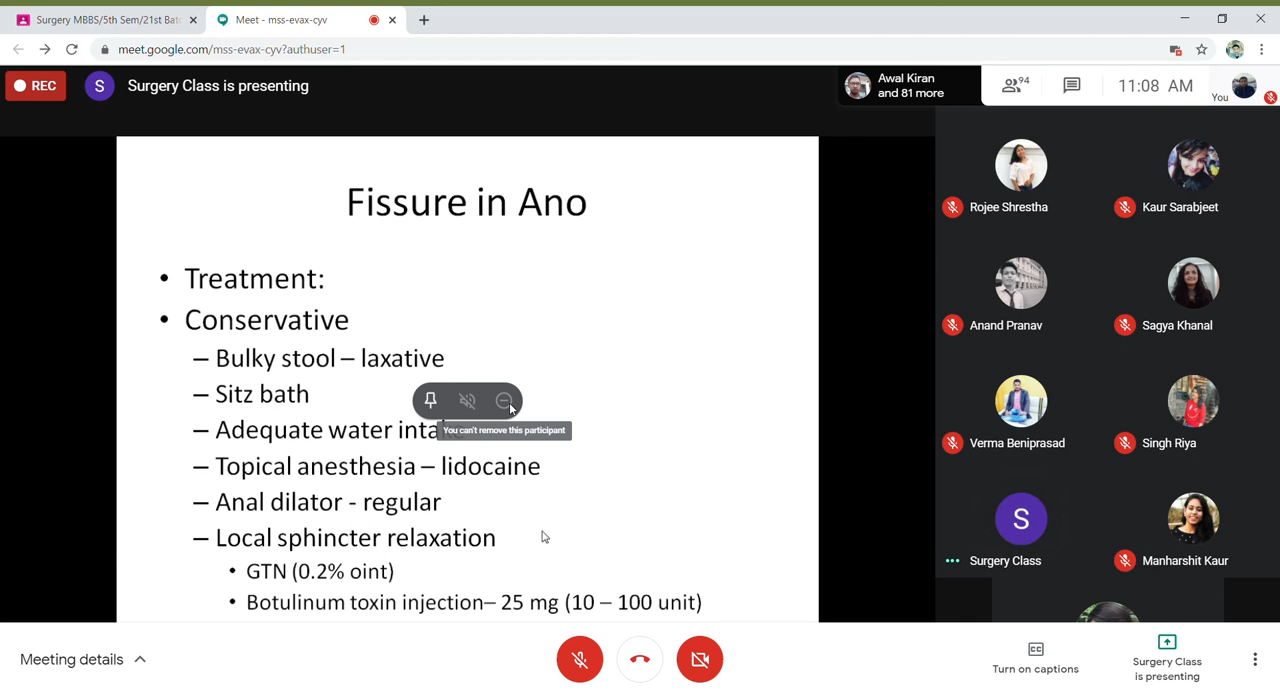 Surgery MBBS/5th Sem/21st Bat
Meet - mss-evax-cyv
meet.google.com/mss-evax-cyv?authuser=1
REC
S
Surgery Class is presenting
Awal Kiran
and 81 more
94
11:08 AM
You
Fissure in Ano
• Treatment:
• Conservative
– Bulky stool – laxative
– Sitz bath
– Adequate water intake
You can't remove this participant
– Topical anesthesia – lidocaine
– Anal dilator - regular
– Local sphincter relaxation
• GTN (0.2% oint)
• Botulinum toxin injection– 25 mg (10 – 100 unit)
Rojee Shrestha
Kaur Sarabjeet
Anand Pranav
Sagya Khanal
Verma Beniprasad
Singh Riya
S
Surgery Class
Manharshit Kaur
Meeting details
Turn on captions
Surgery Class
is presenting